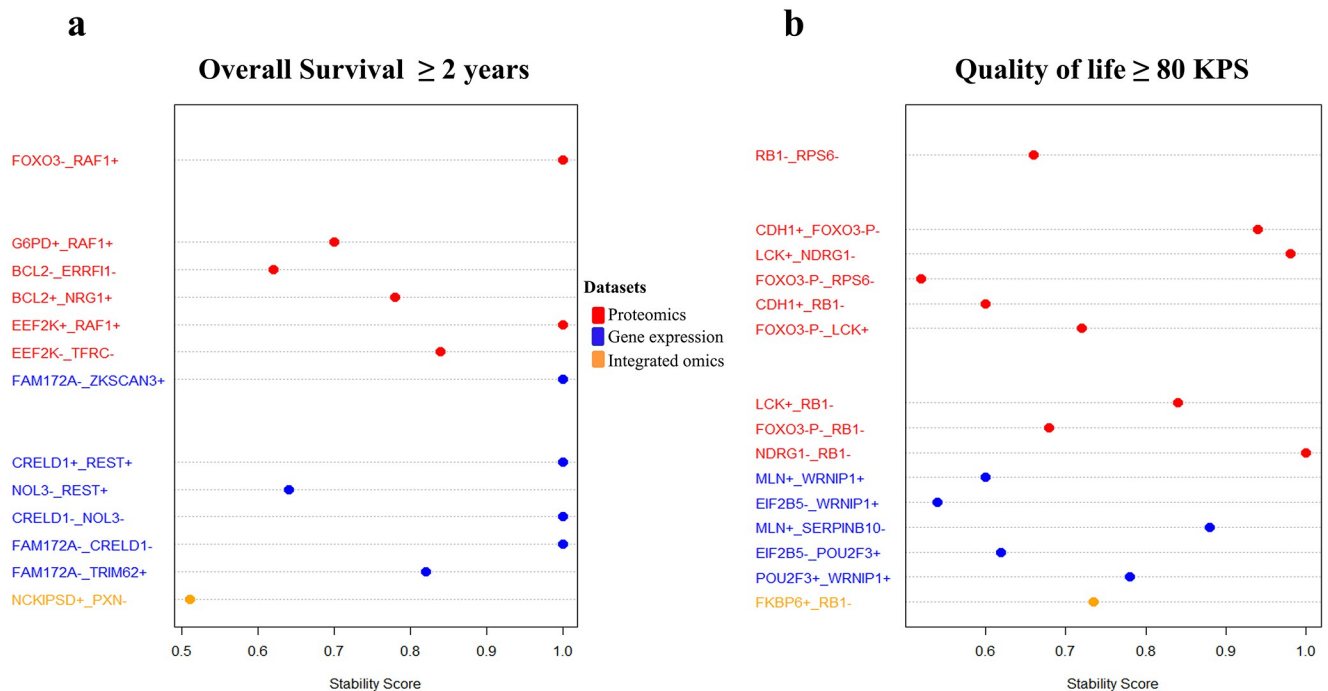 a
Overall Survival ≥ 2 years
FOXO3-_RAF1+
G6PD+_RAF1+
BCL2-_ERRFI1-
BCL2+_NRG1+
EEF2K+_RAF1+
EEF2K-_TFRC-
FAM172A-_ZKSCAN3+
CRELD1+_REST+
NOL3-_REST+
CRELD1-_NOL3-
FAM172A-_CRELD1-
FAM172A-_TRIM62+
NCKIPSD+_PXN-
0.5 0.6 0.7 0.8 0.9 1.0
Stability Score
Datasets
Proteomics
Gene expression
Integrated omics
b
Quality of life ≥ 80 KPS
RB1-_RPS6-
CDH1+_FOXO3-P-
LCK+_NDRG1-
FOXO3-P-_RPS6-
CDH1+_RB1-
FOXO3-P-_LCK+
LCK+_RB1-
FOXO3-P-_RB1-
NDRG1-_RB1-
MLN+_WRNIP1+
EIF2B5-_WRNIP1+
MLN+_SERPINB10-
EIF2B5-_POU2F3+
POU2F3+_WRNIP1+
FKBP6+_RB1-
0.6 0.7 0.8 0.9 1.0
Stability Score